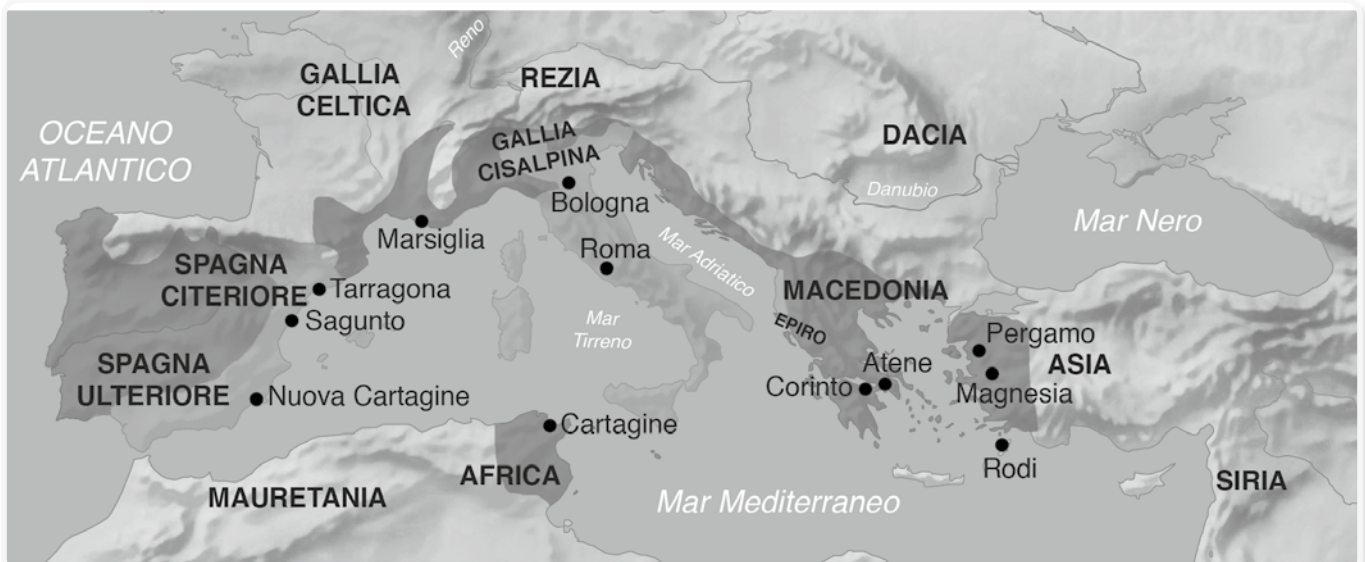 Reno
GALLIA
CELTICA
REZIA
OCEANO
ATLANTICO
GALLIA
CISALPINA
DACIA
Danubio
Bologna
Mar Nero
Marsiglia
Roma
Mar Adriatico
SPAGNA
CITERIORE
Tarragona
MACEDONIA
Sagunto
Mar
Tirreno
EPIRO
Pergamo
SPAGNA
ULTERIORE
Atene
ASIA
Corinto
Magnesia
Nuova Cartagine
Cartagine
Rodi
AFRICA
SIRIA
MAURETANIA
Mar Mediterraneo